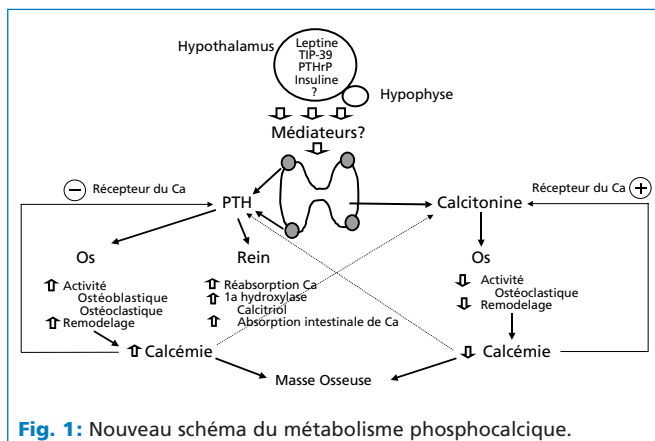 Hypothalamus
Leptine
TIP-39
PTHrP
Insuline
?
Hypophyse
Médiateurs?
− Récepteur du Ca
PTH
Calcitonine
Récepteur du Ca +
Os
Activité
Ostéoblastique
Ostéoclastique
Remodelage
Rein
Réabsorption Ca
1a hydroxylase
Calcitriol
Absorption intestinale de Ca
Os
Activité
Ostéoclastique
Remodelage
Calcémie
Calcémie
Masse Osseuse
Fig. 1: Nouveau schéma du métabolisme phosphocalcique.